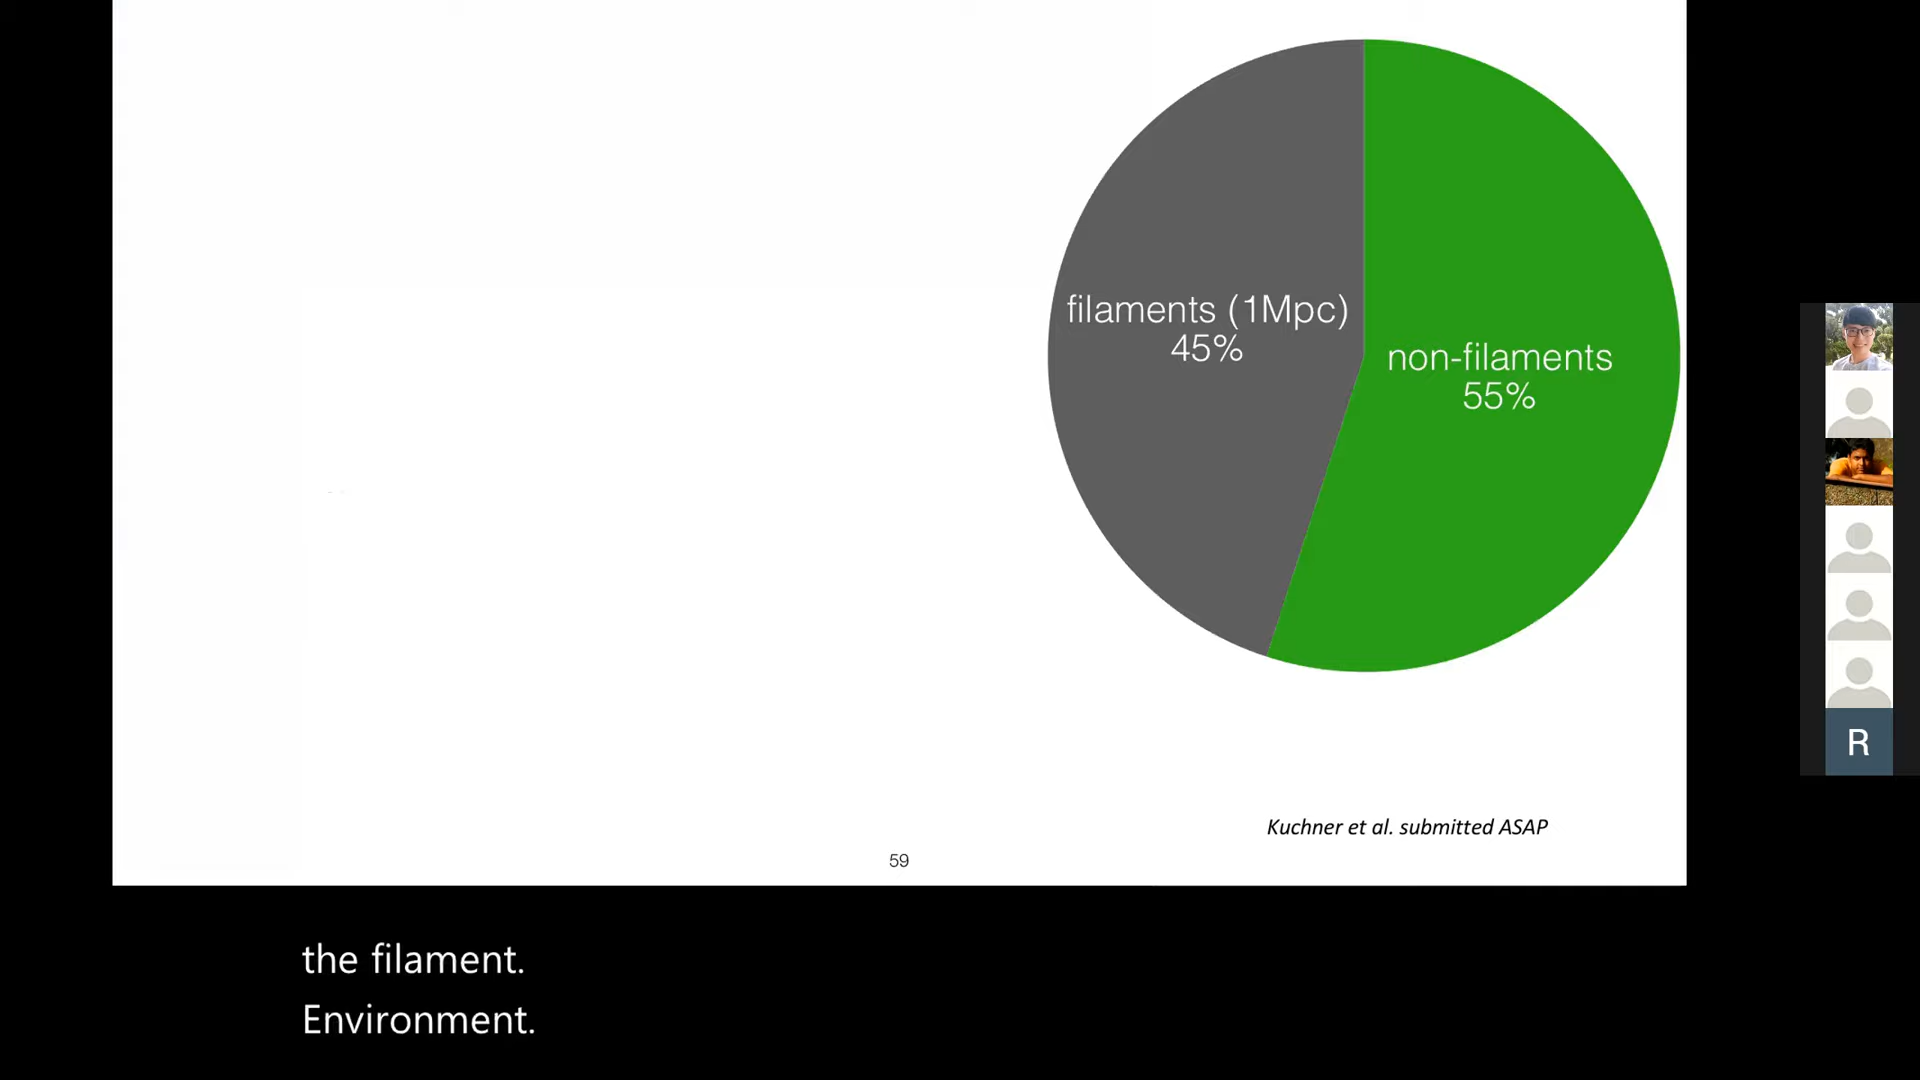 filaments (1Mpc)
45%
non-filaments
55%
Kuchner et al. submitted ASAP
59
R
the filament.
Environment.